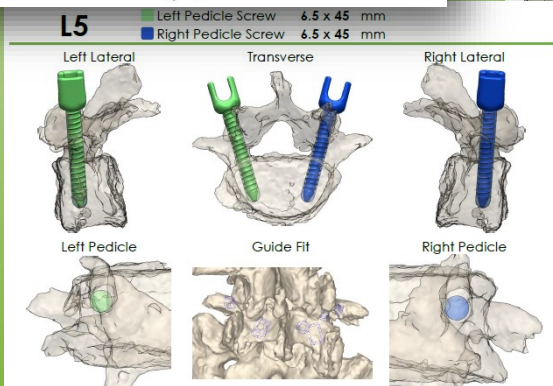 L5
Left Pedicle Screw 6.5 x 45 mm
Right Pedicle Screw 6.5 x 45 mm
Left Lateral Transverse Right Lateral
Left Pedicle Guide Fit Right Pedicle